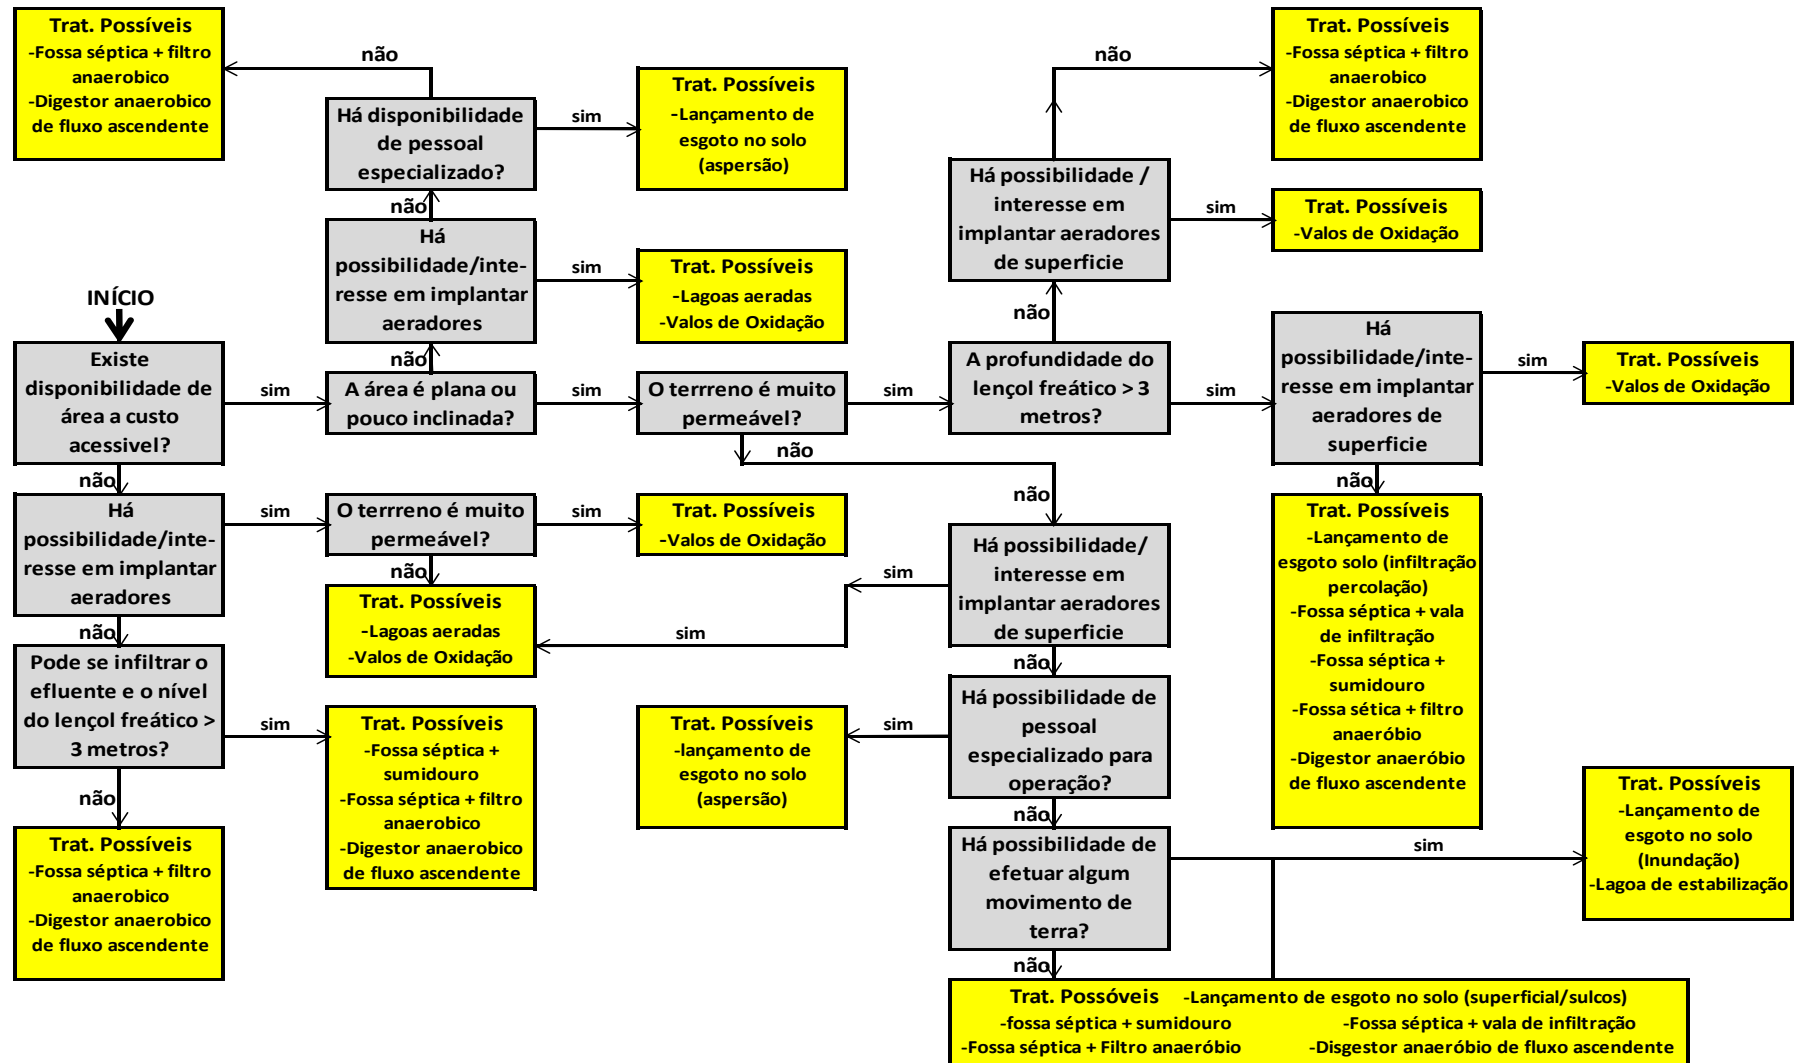 Trat. Possíveis
-Fossa séptica + filtro
anaerobico
-Digestor anaerobico
de fluxo ascendente
não
Há disponibilidade
de pessoal
especializado?
sim
Trat. Possíveis
-Lançamento de
esgoto no solo
(aspersão)
não
Há
possibilidade/inte-
resse em implantar
aeradores
sim
Trat. Possíveis
-Lagoas aeradas
-Valos de Oxidação
não
Trat. Possíveis
-Fossa séptica + filtro
anaerobico
-Digestor anaerobico
de fluxo ascendente
não
Há possibilidade /
interesse em
implantar aeradores
de superficie
sim
Trat. Possíveis
-Valos de Oxidação
não
INÍCIO
Existe
disponibilidade de
área a custo
acessivel?
sim
não
A área é plana ou
pouco inclinada?
sim
O terrreno é muito
permeável?
sim
A profundidade do
lençol freático > 3
metros?
sim
Há
possibilidade/inte-
resse em implantar
aeradores de
superficie
sim
Trat. Possíveis
-Valos de Oxidação
não
não
não
não
Há
possibilidade/inte-
resse em implantar
aeradores
sim
O terrreno é muito
permeável?
sim
Trat. Possíveis
-Valos de Oxidação
não
Trat. Possíveis
-Lagoas aeradas
-Valos de Oxidação
sim
sim
Há possibilidade/
interesse em
implantar aeradores
de superficie
Trat. Possíveis
-Lançamento de
esgoto solo (infiltração
percolação)
-Fossa séptica + vala
de infiltração
-Fossa séptica +
sumidouro
-Fossa sética + filtro
anaeróbio
-Digestor anaeróbio
de fluxo ascendente
não
Pode se infiltrar o
efluente e o nível
do lençol freático >
3 metros?
sim
Trat. Possíveis
-Fossa séptica +
sumidouro
-Fossa séptica + filtro
anaerobico
-Digestor anaerobico
de fluxo ascendente
não
Trat. Possíveis
-Fossa séptica + filtro
anaerobico
-Digestor anaerobico
de fluxo ascendente
não
Há possibilidade de
pessoal
especializado para
operação?
sim
Trat. Possíveis
-lançamento de
esgoto no solo
(aspersão)
não
Há possibilidade de
efetuar algum
movimento de
terra?
sim
Trat. Possíveis
-Lançamento de
esgoto no solo
(Inundação)
-Lagoa de estabilização
não
Trat. Possóveis -Lançamento de esgoto no solo (superficial/sulcos)
-fossa séptica + sumidouro -Fossa séptica + vala de infiltração
-Fossa séptica + Filtro anaeróbio -Disgestor anaeróbio de fluxo ascendente